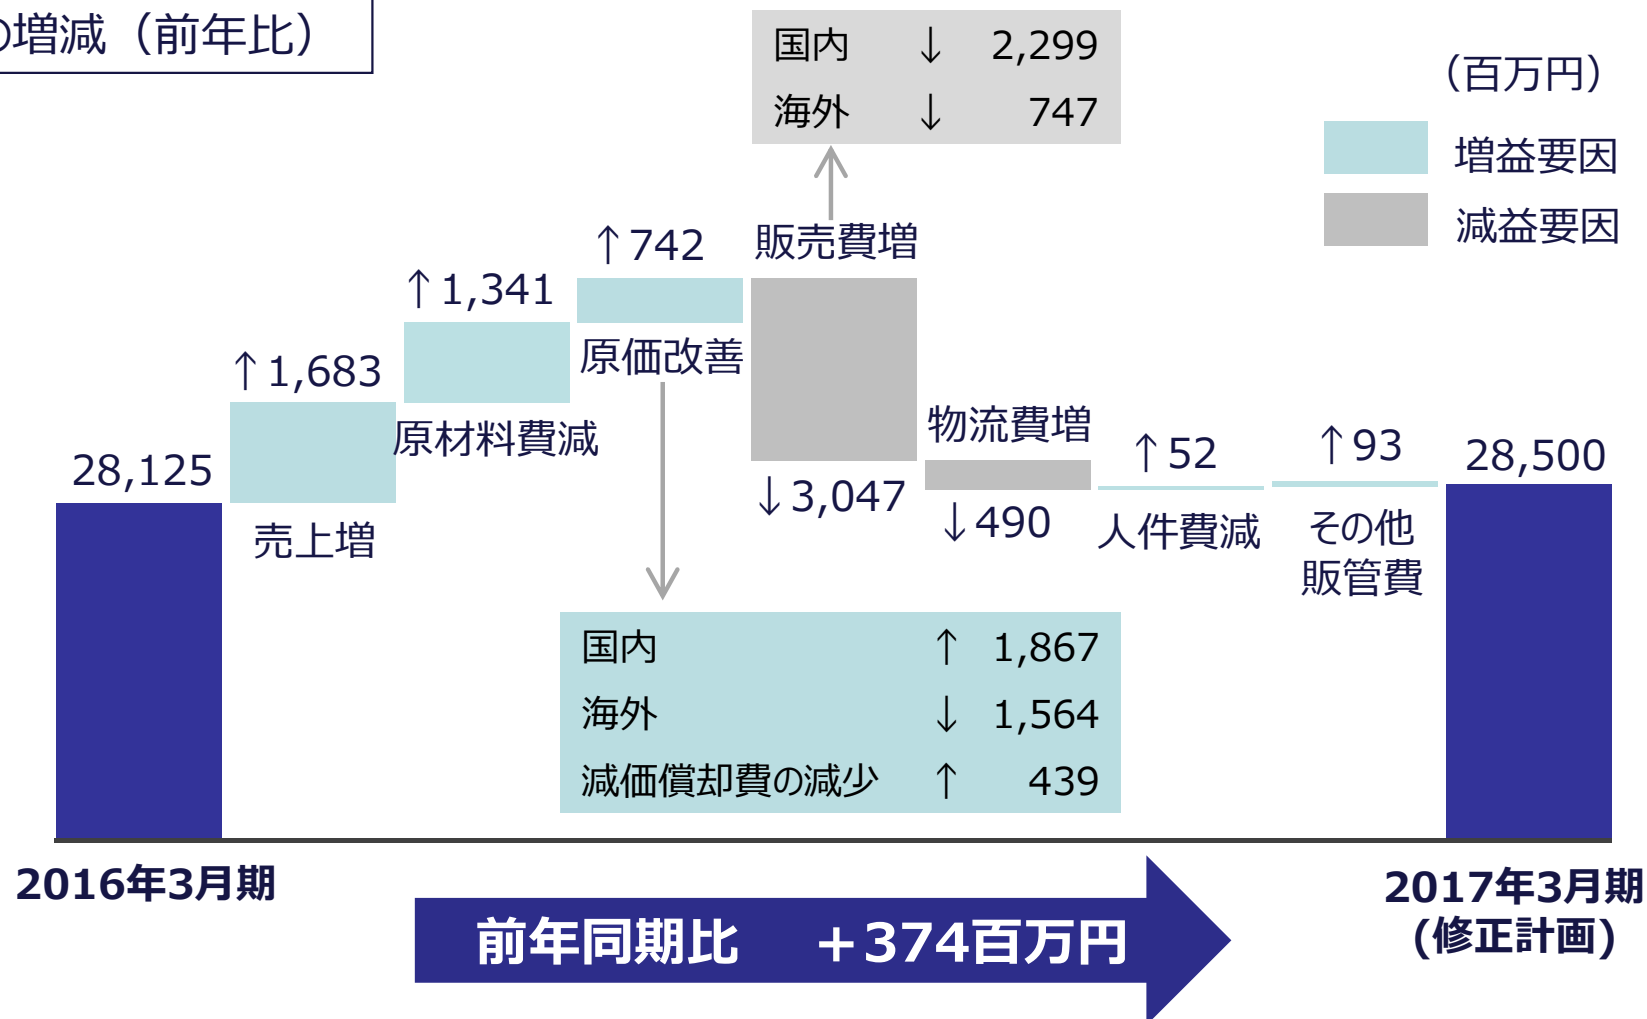 の増減（前年比）
国内 ↓ 2,299
海外 ↓ 747
（百万円）
増益要因
減益要因
28,125
↑1,683
売上増
↑1,341
原材料費減
↑742
原価改善
販売費増
↓3,047
物流費増
↓490
↑52
人件費減
↑93
その他
販管費
28,500
国内 ↑ 1,867
海外 ↓ 1,564
減価償却費の減少 ↑ 439
2016年3月期
前年同期比 +374百万円
2017年3月期
(修正計画)